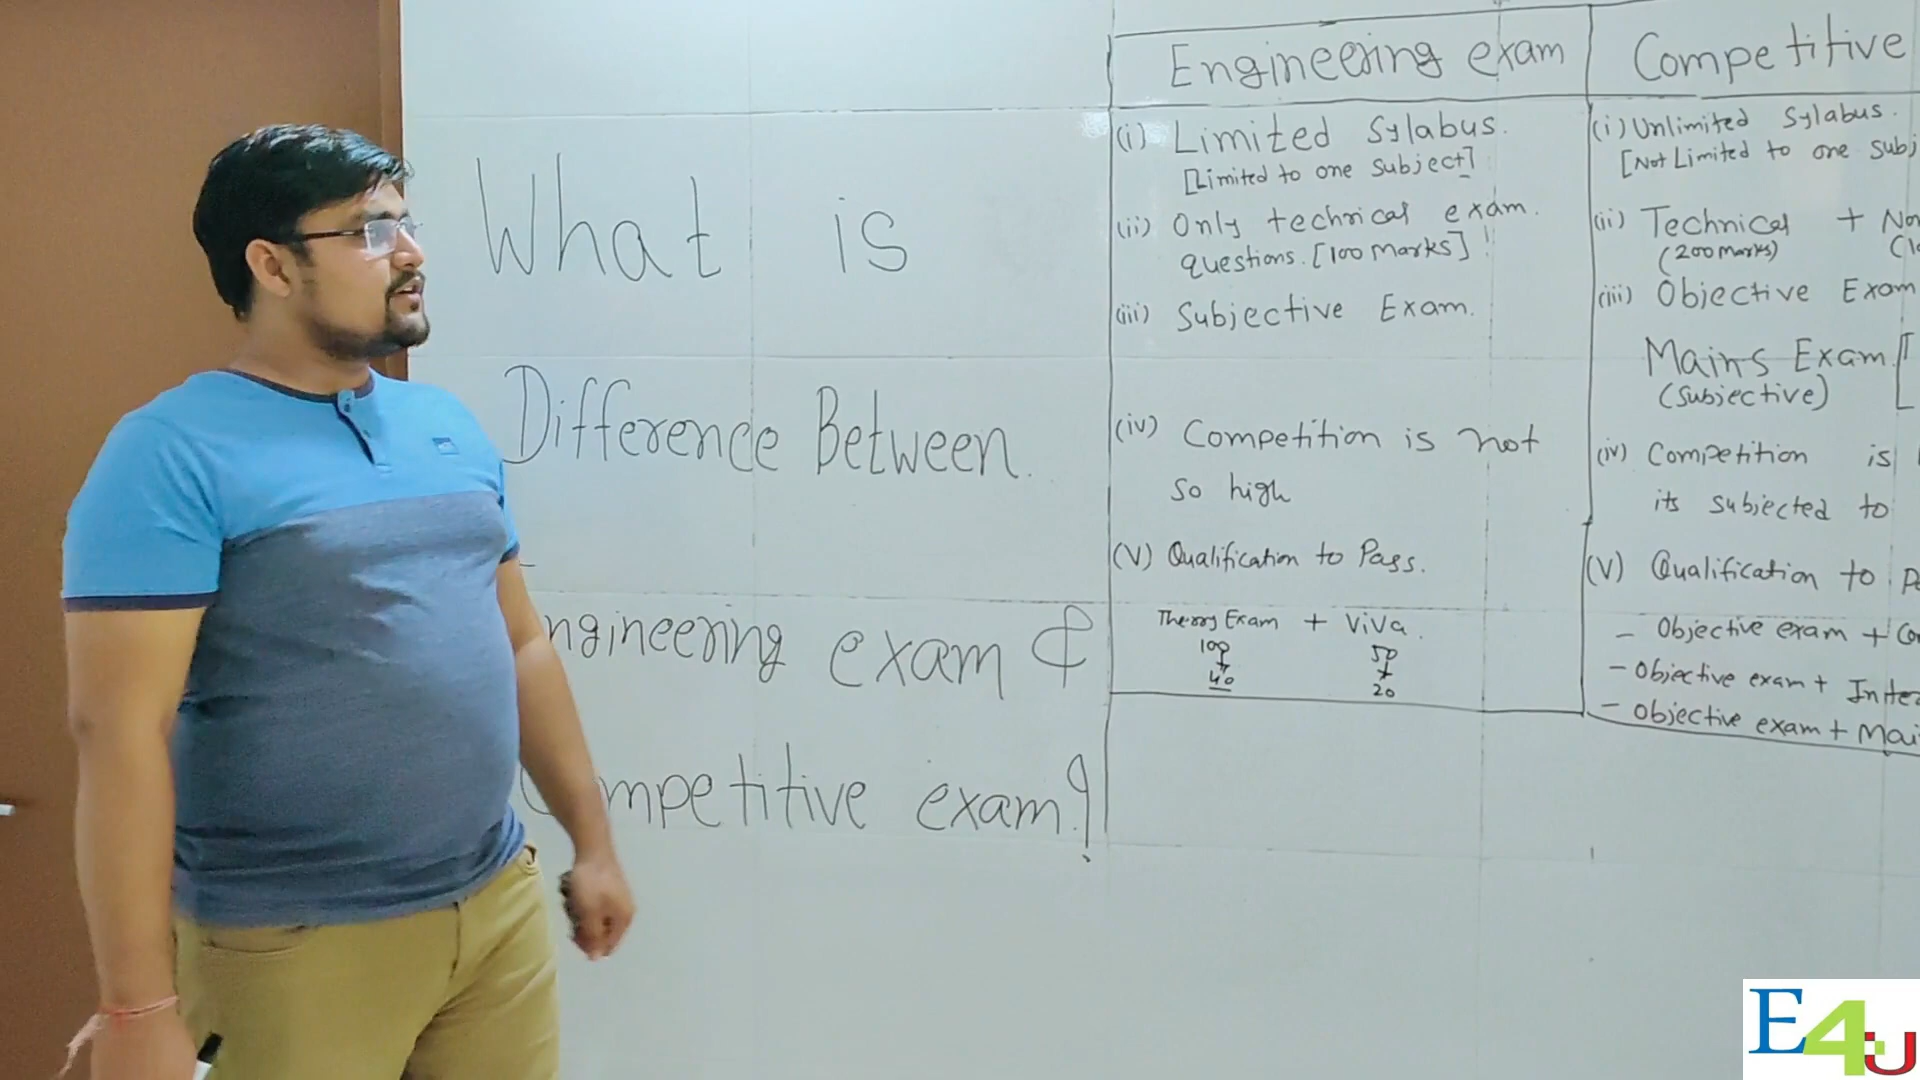 What is
Difference Between
ngineering exam &
mpetitive exam?
Engineering exam
(i) Limited Sylabus.
[Limited to one subject]
(ii) Only technical exam.
questions. [100 Marks]
(iii) Subjective Exam.
(iv) Competition is not
so high
(V) Qualification to Pass.
Theory Exam + Viva.
100 50
40 20
Competitive
(i) Unlimited Sylabus.
[Not Limited to one Subj
(ii) Technical + Non
(200 marks)
(iii) Objective Exam
Mains Exam. [
(Subjective)
(iv) Competition is
its subjected to
(V) Qualification to P
- Objective exam + Co
- Objective exam + Inte
- Objective exam + Mai
E4U